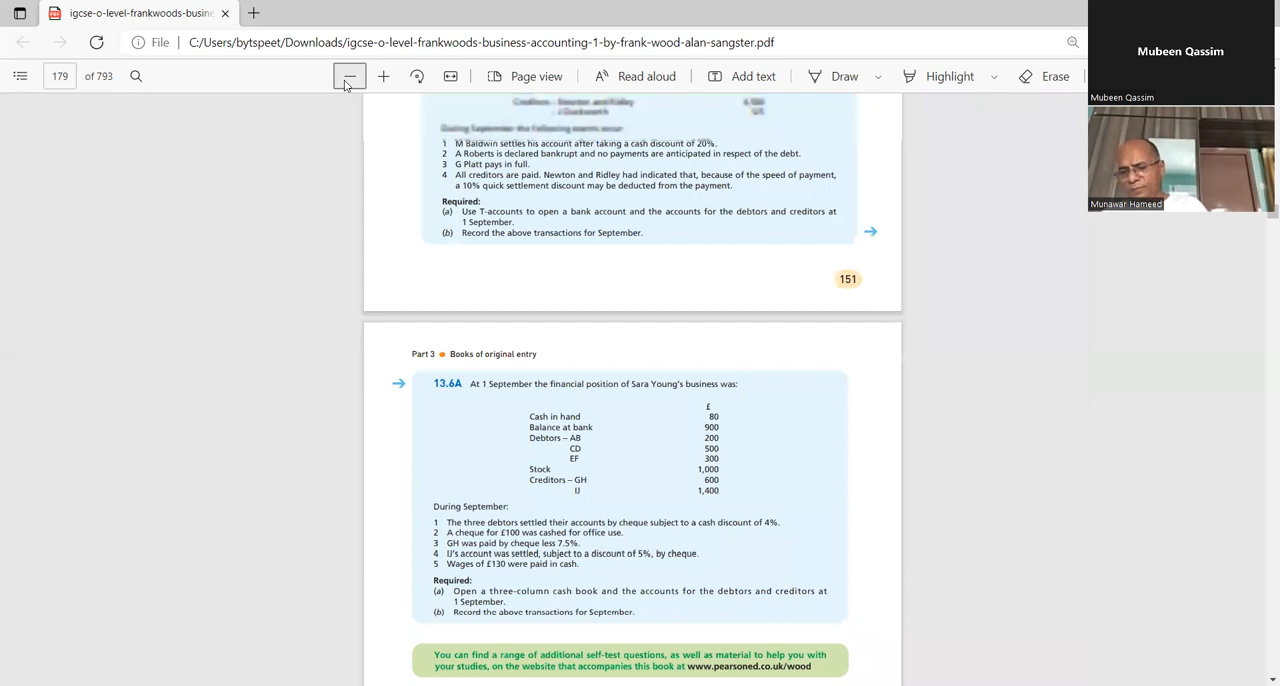 igcse-o-level-frankwoods-busine
File
C:/Users/bytspeet/Downloads/igcse-o-level-frankwoods-business-accounting-1-by-frank-wood-alan-sangster.pdf
179 of 793
Page view
Read aloud
Add text
Draw
Highlight
Erase
Mubeen Qassim
Mubeen Qassim
Munawar Hameed
Creditors – Newton and Ridley
J Duckworth
During September the following events occur
1 M Baldwin settles his account after taking a cash discount of 20%.
2 A Roberts is declared bankrupt and no payments are anticipated in respect of the debt.
3 G Platt pays in full.
4 All creditors are paid. Newton and Ridley had indicated that, because of the speed of payment,
a 10% quick settlement discount may be deducted from the payment.
Required:
(a) Use T-accounts to open a bank account and the accounts for the debtors and creditors at
1 September.
(b) Record the above transactions for September.
151
Part 3 ● Books of original entry
13.6A At 1 September the financial position of Sara Young's business was:
£
Cash in hand 80
Balance at bank 900
Debtors – AB 200
CD 500
EF 300
Stock 1,000
Creditors – GH 600
IJ 1,400
During September:
1 The three debtors settled their accounts by cheque subject to a cash discount of 4%.
2 A cheque for £100 was cashed for office use.
3 GH was paid by cheque less 7.5%.
4 IJ's account was settled, subject to a discount of 5%, by cheque.
5 Wages of £130 were paid in cash.
Required:
(a) Open a three-column cash book and the accounts for the debtors and creditors at
1 September.
(b) Record the above transactions for September.
You can find a range of additional self-test questions, as well as material to help you with
your studies, on the website that accompanies this book at www.pearsoned.co.uk/wood